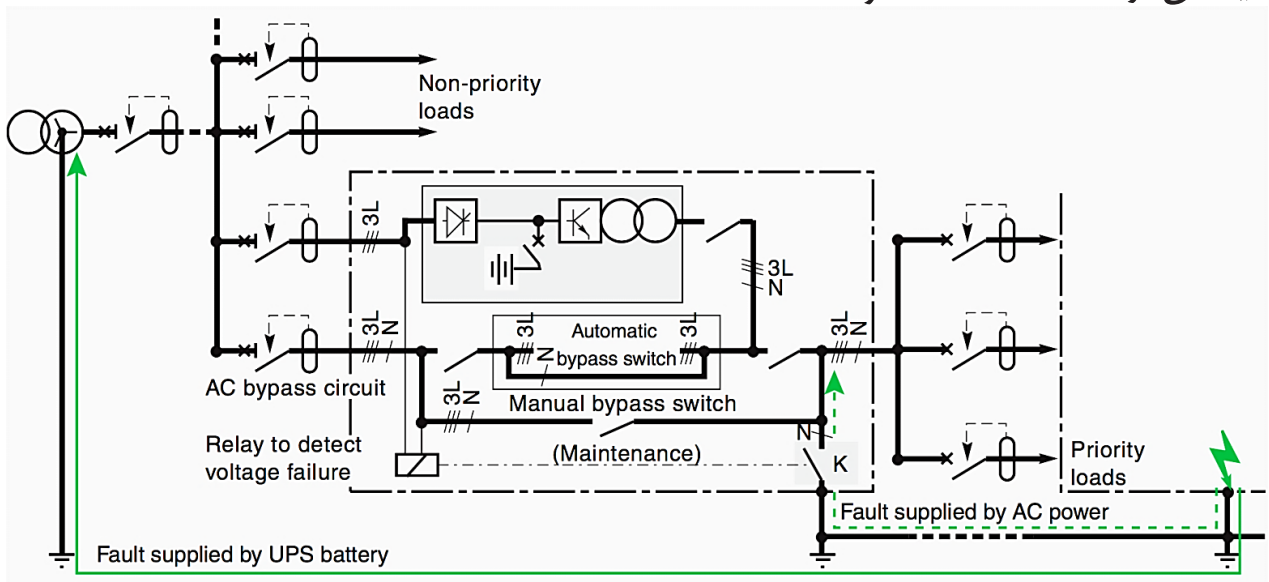 Non-priority
loads
3L
3L
N
3L
N
3L
N
Automatic
bypass switch
3L
3L
N
3L
N
AC bypass circuit
Manual bypass switch
3L
N
(Maintenance)
Relay to detect
voltage failure
N
K
Priority
loads
Fault supplied by AC power
Fault supplied by UPS battery